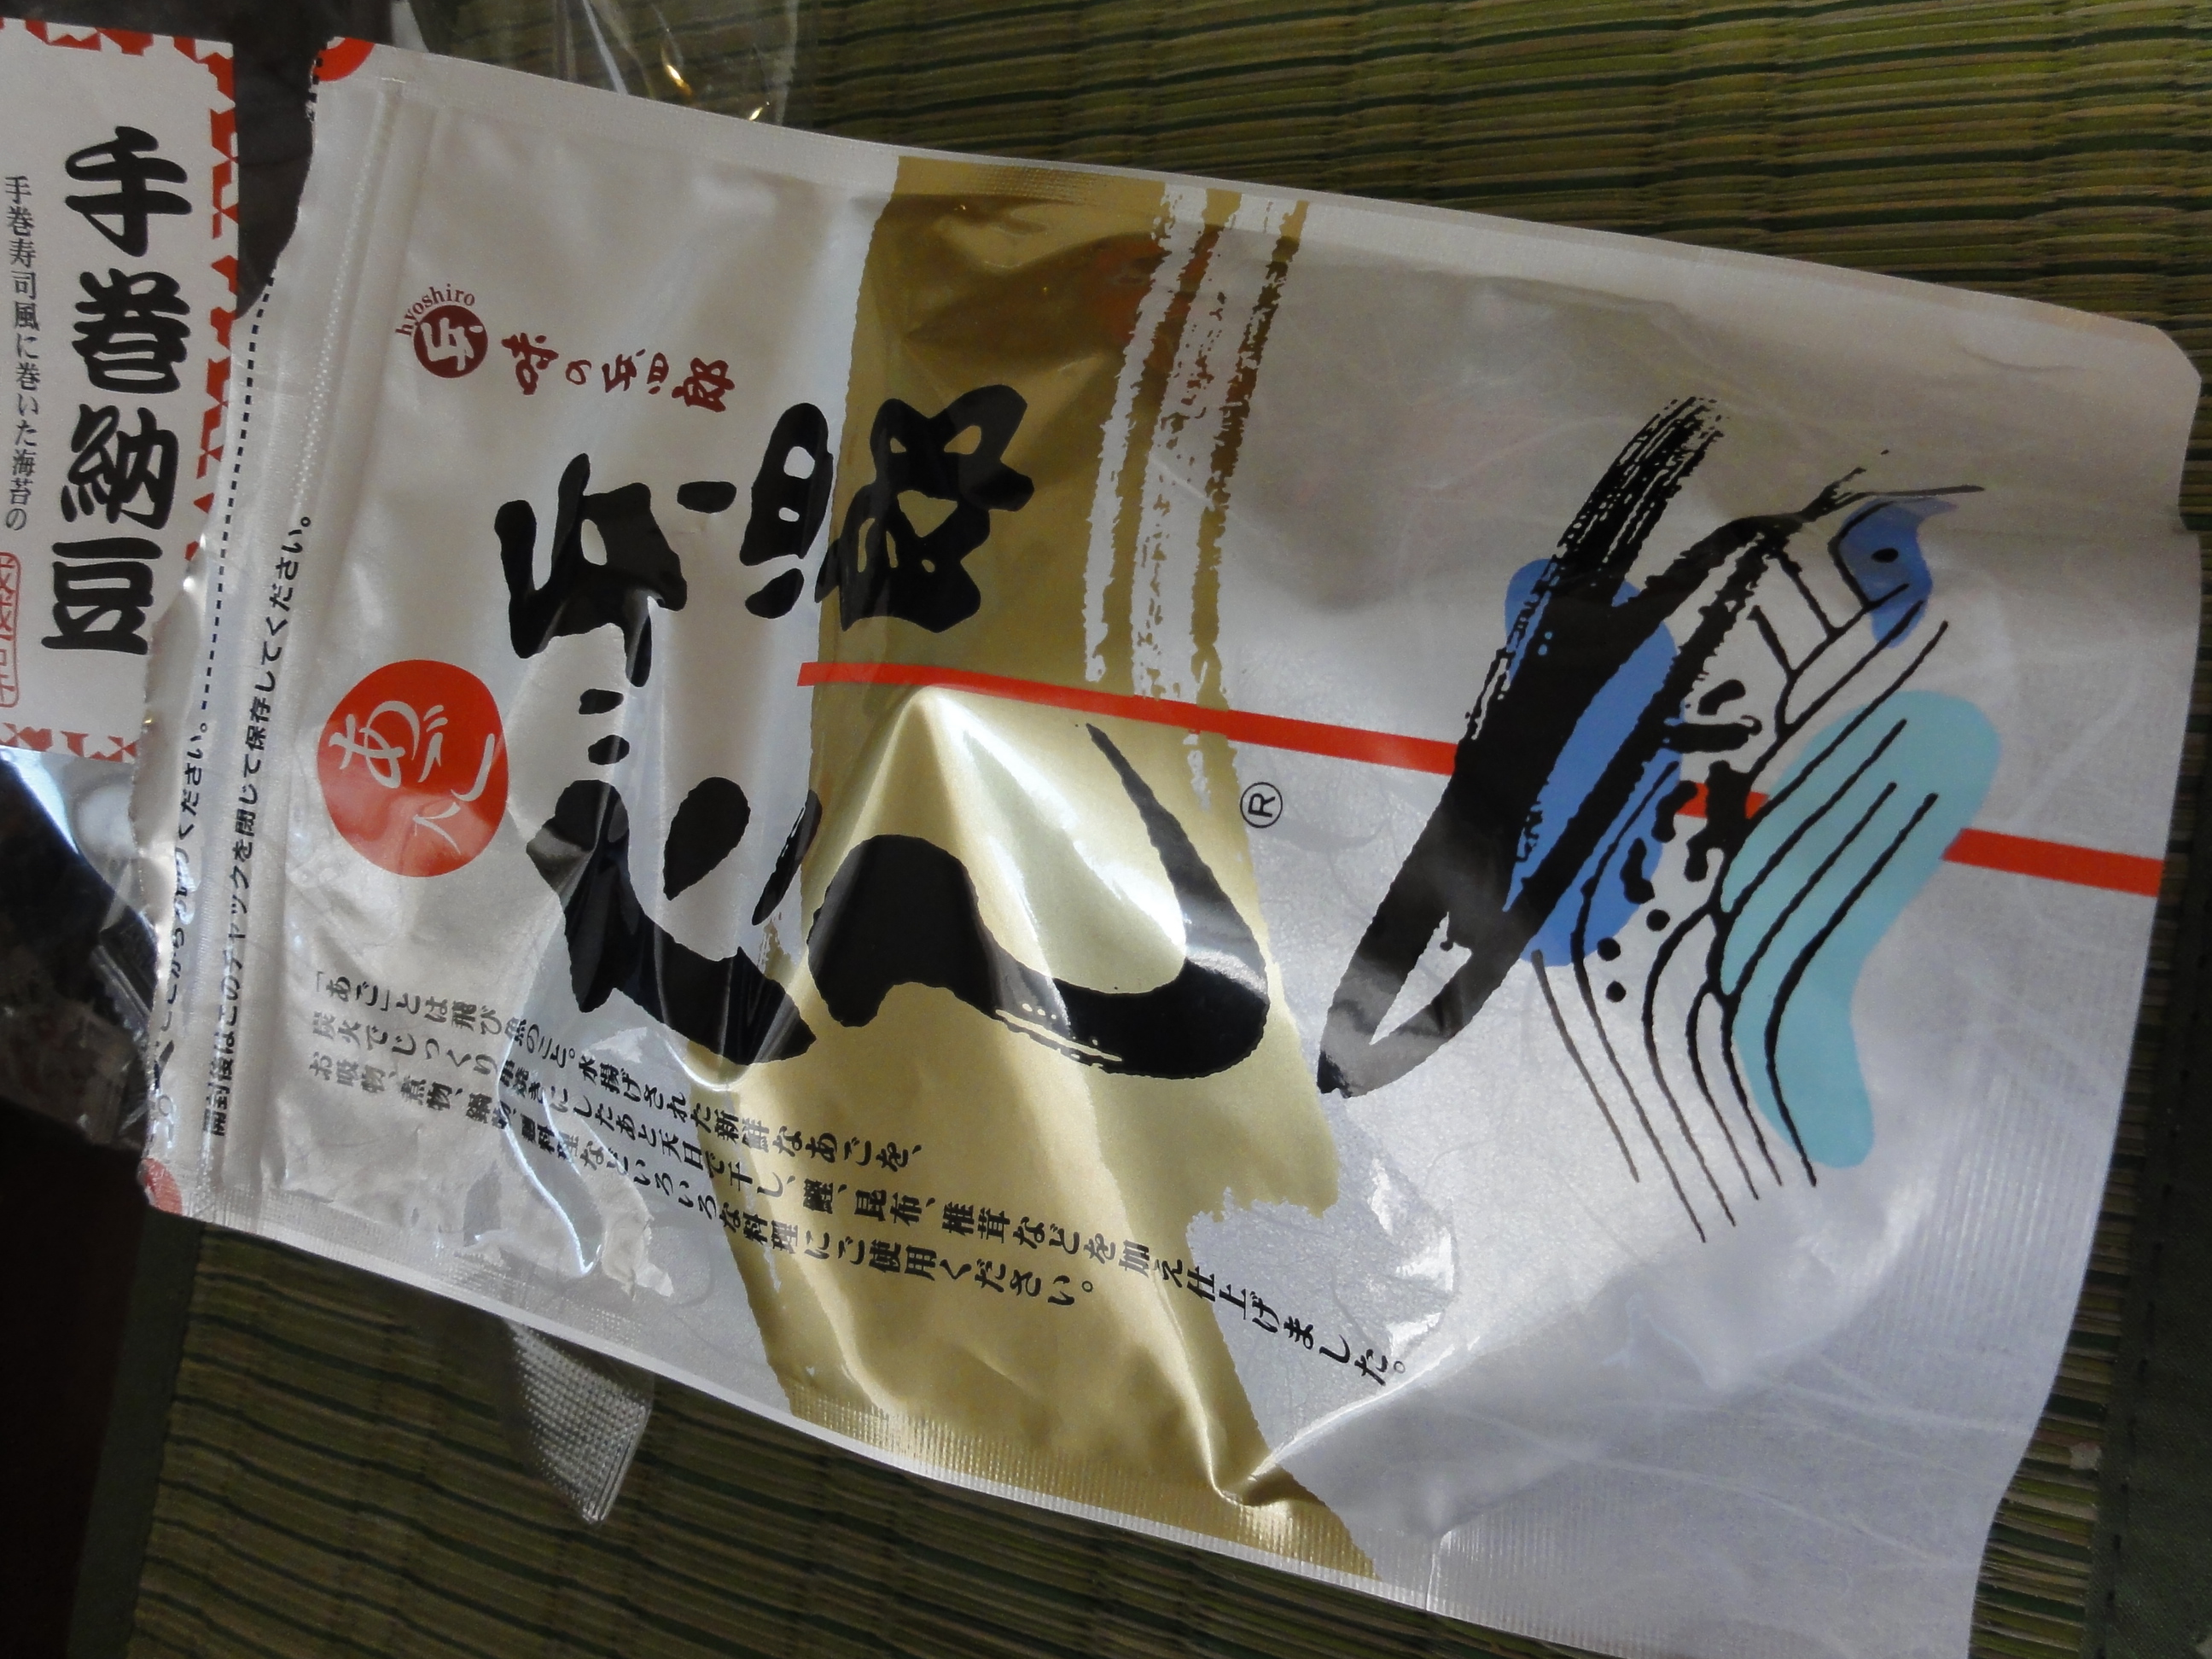 手巻納豆
手巻寿司風に巻いた海苔の
ください。
開封後はこのチャックを閉じて保存してください。
hyoshiro
兵
味の兵四郎
あご入
兵四郎
だし
®
「あご」とは飛び魚のこと。水揚げされた新鮮なあごを、
炭火でじっくり串焼きにしたあと天日で干し、鰹、昆布、椎茸などを加え仕上げました。
お吸物、煮物、鍋物、麺料理などいろいろな料理にご使用ください。